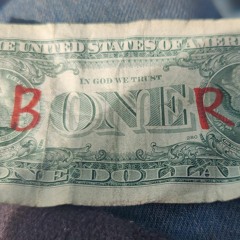 THE UNITED STATES OF AMERICA
IN GOD WE TRUST
BONER
ONE DOLLAR